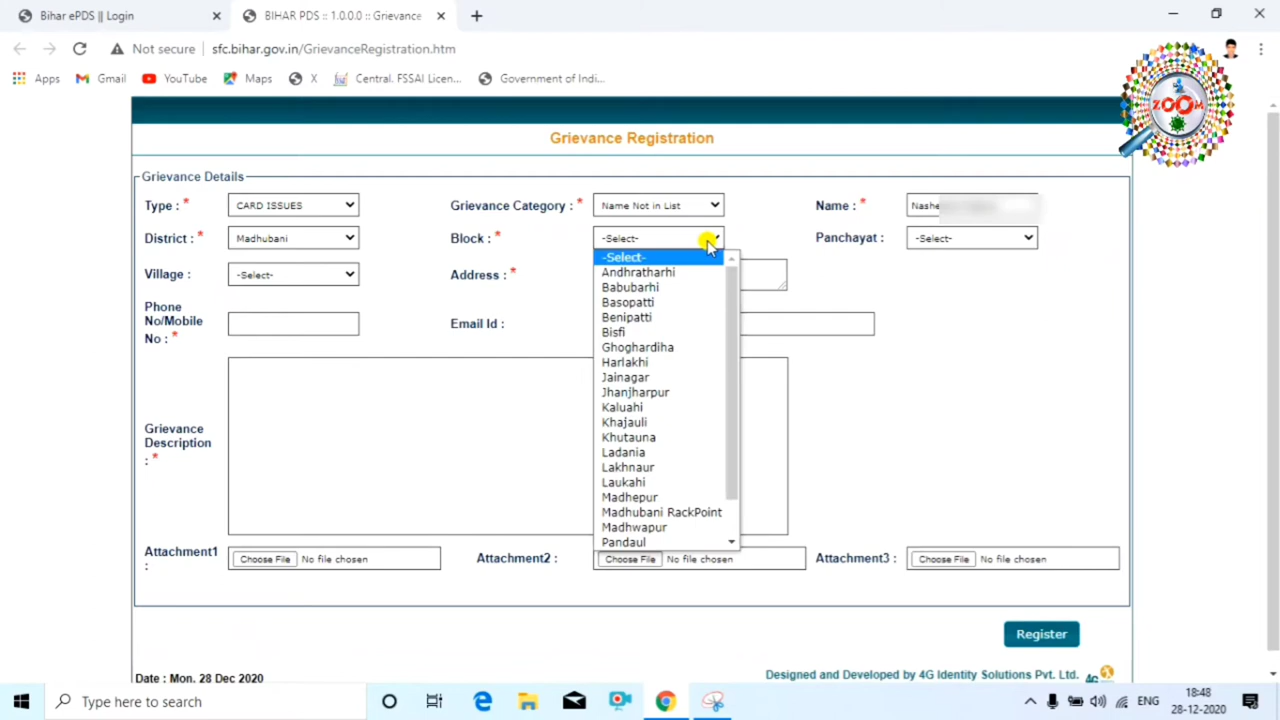 Bihar ePDS || Login
BIHAR PDS :: 1.0.0.0 :: Grievance
Not secure sfc.bihar.gov.in/GrievanceRegistration.htm
Apps Gmail YouTube Maps X Central. FSSAI Licen... Government of Indi...
ZOOM
Grievance Registration
Grievance Details
Type : * CARD ISSUES Grievance Category : * Name Not in List Name : * Nashe
District : * Madhubani Block : * -Select- Panchayat : -Select-
Village : -Select- Address : *
Phone No/Mobile No : * Email Id :
-Select-
Andhratharhi
Babubarhi
Basopatti
Benipatti
Bisfi
Ghoghardiha
Harlakhi
Jainagar
Jhanjharpur
Kaluahi
Khajauli
Khutauna
Ladania
Lakhnaur
Laukahi
Madhepur
Madhubani RackPoint
Madhwapur
Pandaul
Grievance
Description
: *
Attachment1 : Choose File No file chosen Attachment2 : Choose File No file chosen Attachment3 : Choose File No file chosen
Register
Date : Mon. 28 Dec 2020 Designed and Developed by 4G Identity Solutions Pvt. Ltd. 4G
Type here to search ENG 18:48
28-12-2020